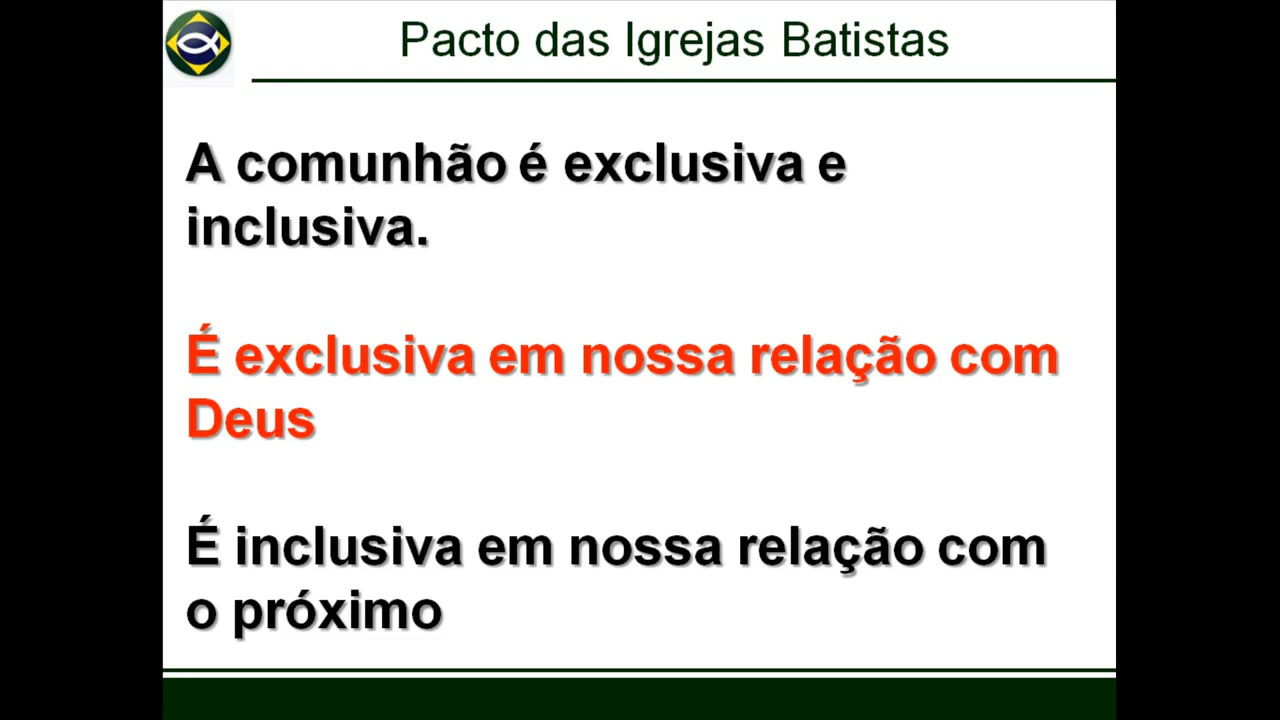 Pacto das Igrejas Batistas
A comunhão é exclusiva e
inclusiva.
É exclusiva em nossa relação com
Deus
É inclusiva em nossa relação com
o próximo